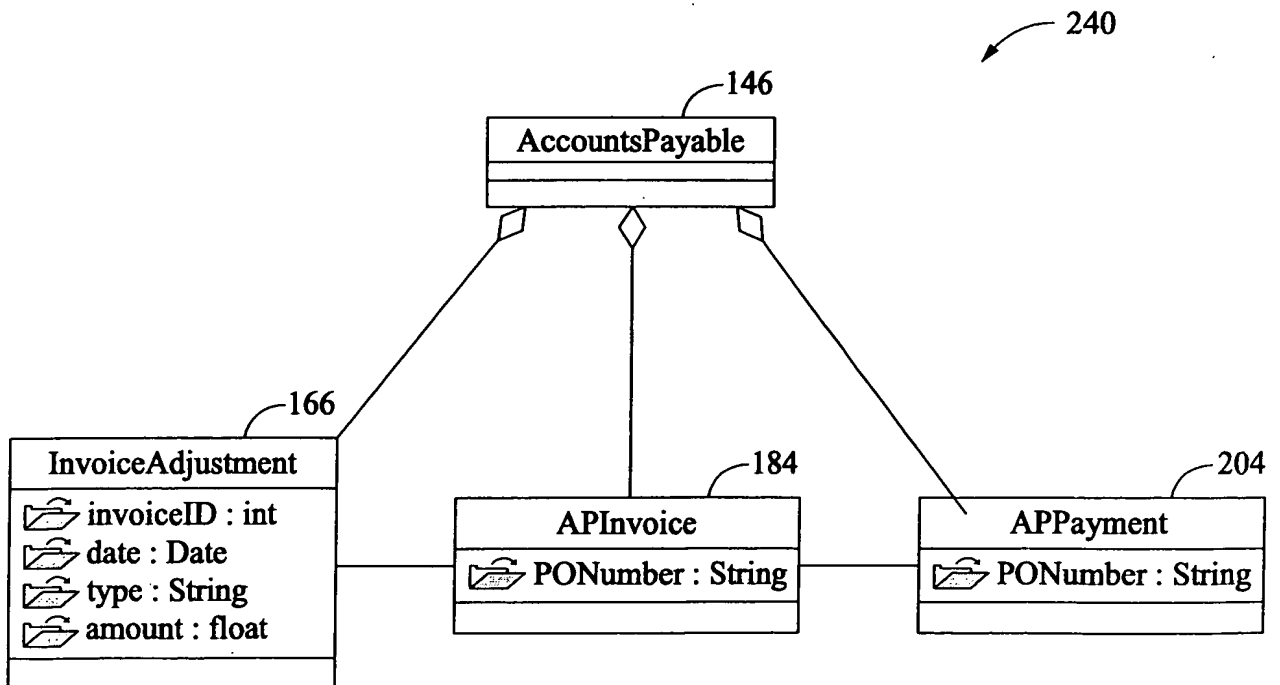 240
146
AccountsPayable
166
InvoiceAdjustment
invoiceID : int
date : Date
type : String
amount : float
184
APInvoice
PONumber : String
204
APPayment
PONumber : String